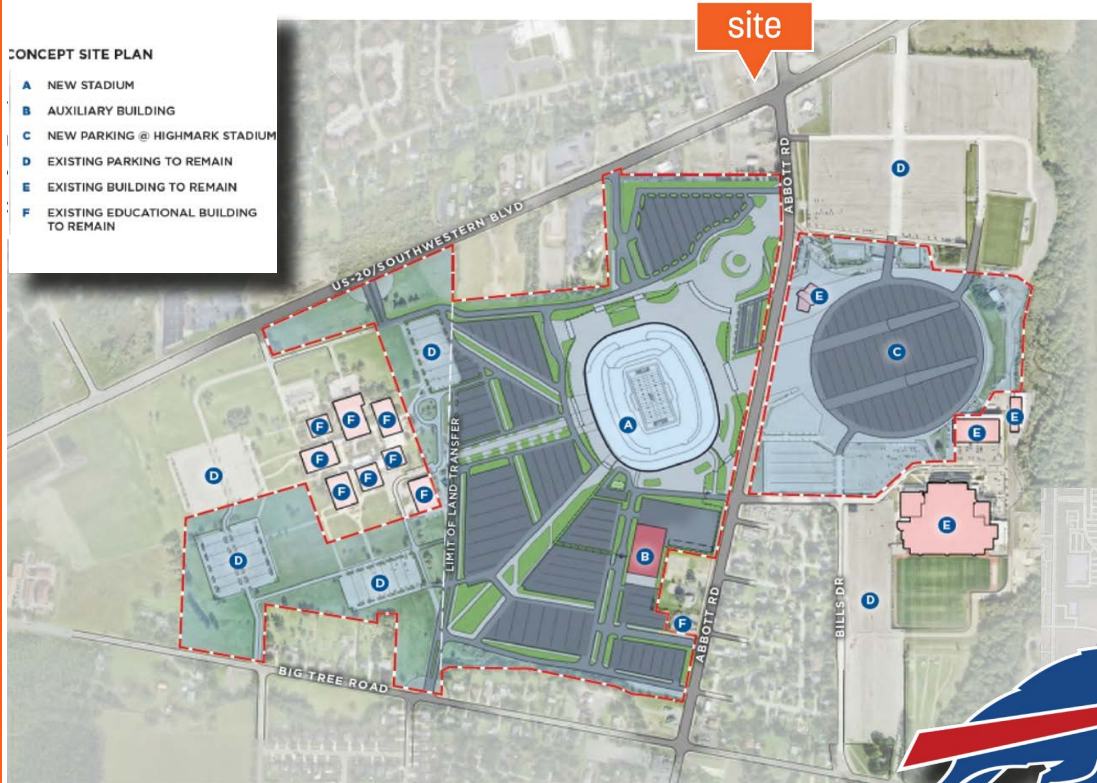 site
CONCEPT SITE PLAN
A NEW STADIUM
B AUXILIARY BUILDING
C NEW PARKING @ HIGHMARK STADIUM
D EXISTING PARKING TO REMAIN
E EXISTING BUILDING TO REMAIN
F EXISTING EDUCATIONAL BUILDING
TO REMAIN
US-20/SOUTHWESTERN BLVD
ABBOTT RD
D
E
C
D
A
E
E
F
F
F
F
F
F
F
F
D
LIMIT OF LAND TRANSFER
E
B
D
D
BILLS DR
D
F
ABBOTT RD
BIG TREE ROAD